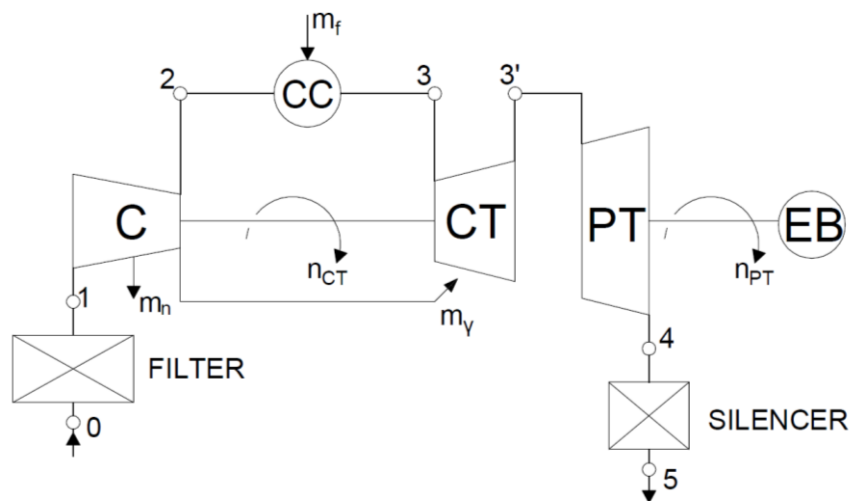 m_f
2
CC
3
3'
C
n_CT
CT
PT
n_PT
EB
1
m_n
m_γ
4
FILTER
0
SILENCER
5